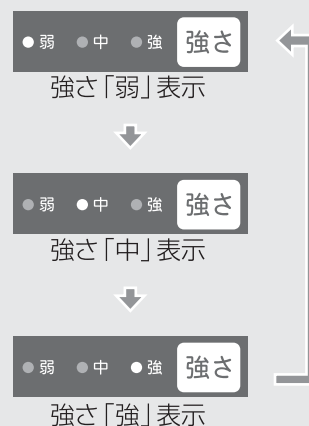 弱 中 強 強さ
強さ「弱」表示
弱 中 強 強さ
強さ「中」表示
弱 中 強 強さ
強さ「強」表示